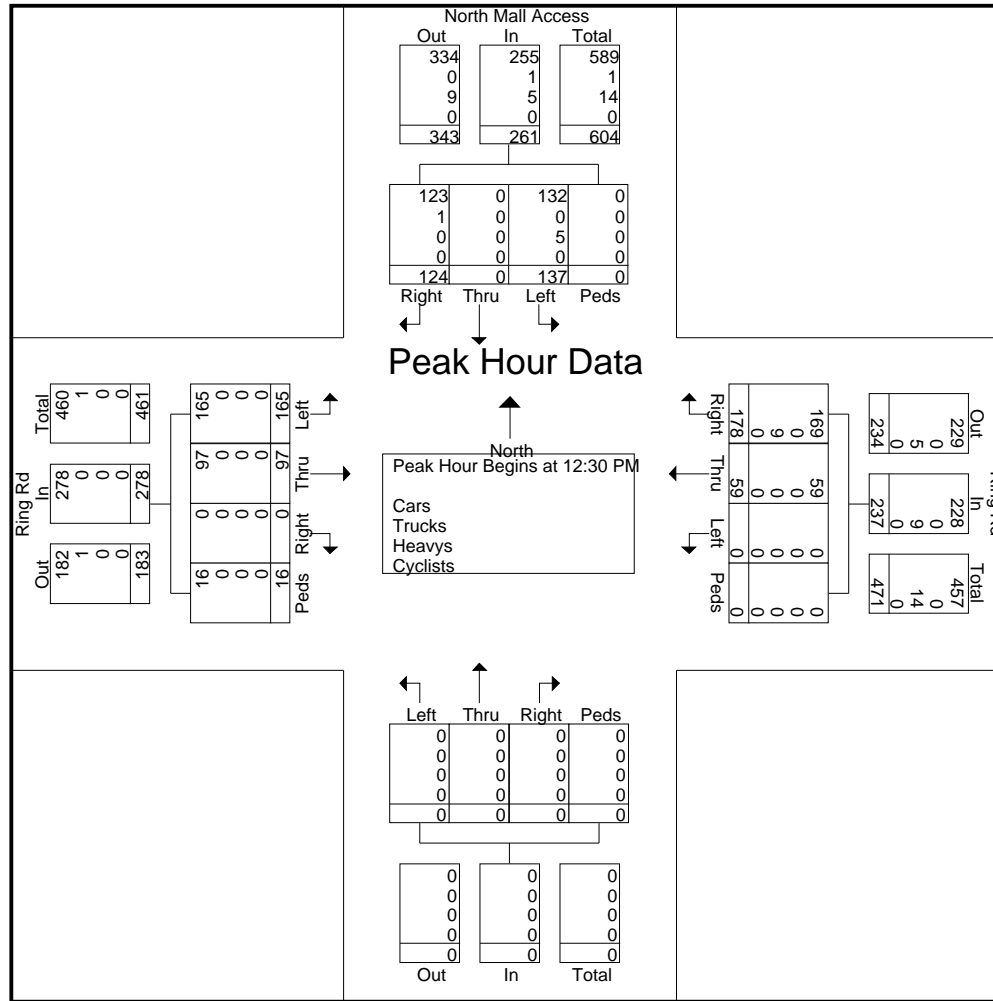 North Mall Access
Out In Total
334 255 589
0 1 1
9 5 14
0 0 0
343 261 604
123 0 132 0
1 0 0 0
0 0 5 0
0 0 0 0
124 0 137 0
Right Thru Left Peds
Peak Hour Data
North
Peak Hour Begins at 12:30 PM
Cars
Trucks
Heavys
Cyclists
Ring Rd
Out In Total
182 278 460
1 0 1
0 0 0
0 0 0
183 278 461
Peds Right Thru Left
16 0 97 165
0 0 0 0
0 0 0 0
0 0 0 0
16 0 97 165
Out In Total
229 228 457
0 0 0
5 9 14
0 0 0
234 237 471
Right Thru Left Peds
169 59 0 0
0 0 0 0
9 0 0 0
0 0 0 0
178 59 0 0
Left Thru Right Peds
0 0 0 0
0 0 0 0
0 0 0 0
0 0 0 0
0 0 0 0
0 0 0
0 0 0
0 0 0
0 0 0
0 0 0
Out In Total